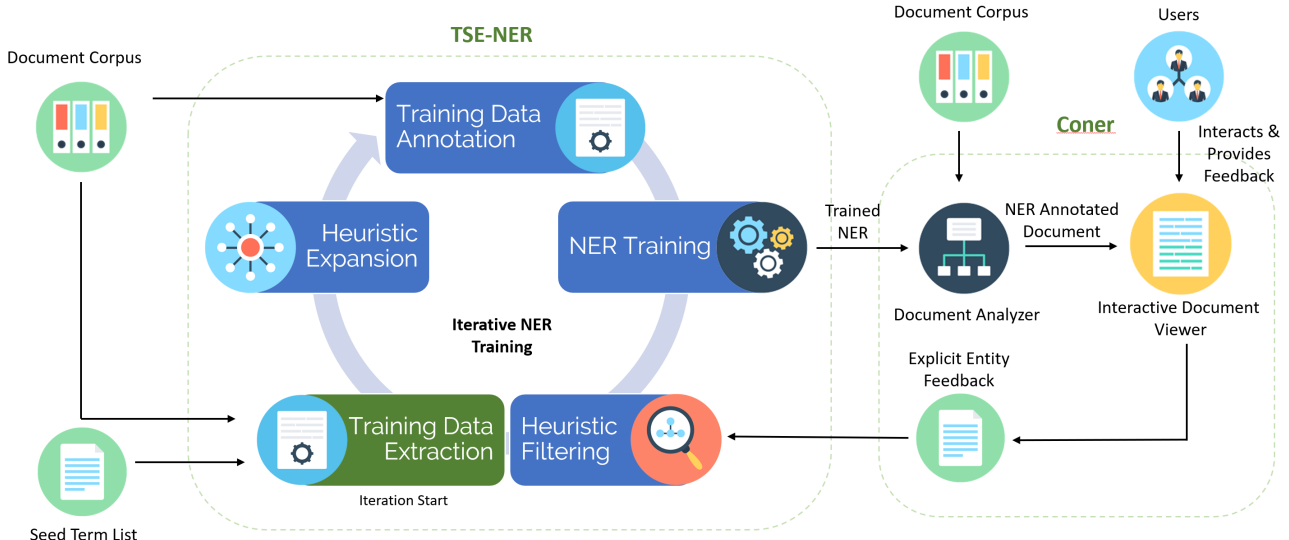 TSE-NER
Document Corpus
Training Data
Annotation
Heuristic
Expansion
NER Training
Iterative NER
Training
Training Data
Extraction
Heuristic
Filtering
Iteration Start
Seed Term List
Trained
NER
Document Corpus
Users
Coner
Interacts &
Provides
Feedback
NER Annotated
Document
Document Analyzer
Interactive Document
Viewer
Explicit Entity
Feedback